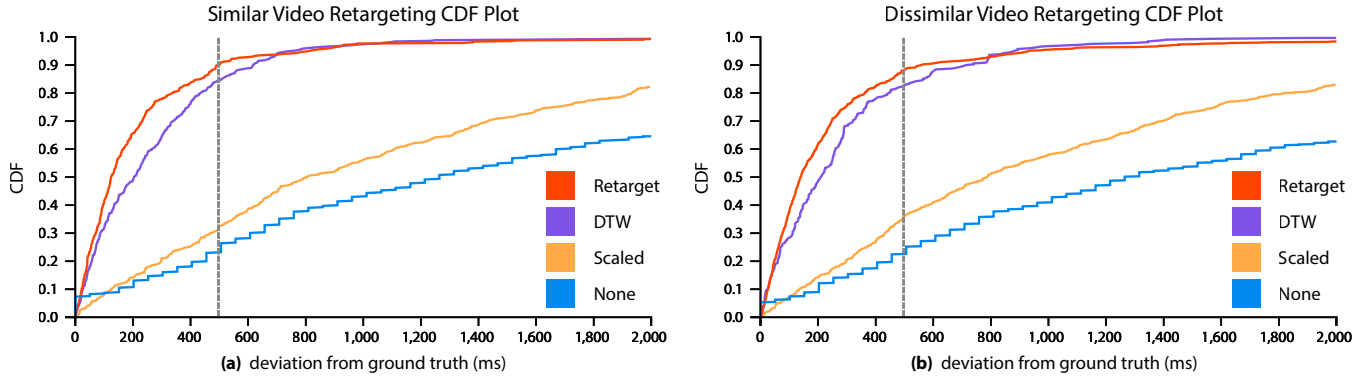 Similar Video Retargeting CDF Plot
CDF
1.0
0.9
0.8
0.7
0.6
0.5
0.4
0.3
0.2
0.1
0.0
Retarget
DTW
Scaled
None
0 200 400 600 800 1,000 1,200 1,400 1,600 1,800 2,000
(a) deviation from ground truth (ms)
Dissimilar Video Retargeting CDF Plot
CDF
1.0
0.9
0.8
0.7
0.6
0.5
0.4
0.3
0.2
0.1
0.0
Retarget
DTW
Scaled
None
0 200 400 600 800 1,000 1,200 1,400 1,600 1,800 2,000
(b) deviation from ground truth (ms)